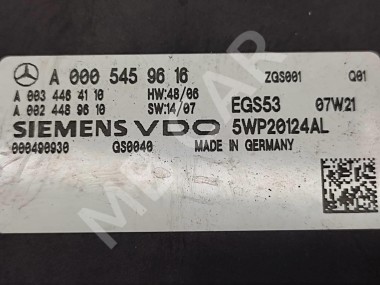 A 000 545 96 16 ZGS001 Q01
A 003 446 41 10 HW:48/06
A 002 448 96 10 SW:14/07 EGS53 07W21
SIEMENS VDO 5WP20124AL
000490930 GS0040 MADE IN GERMANY